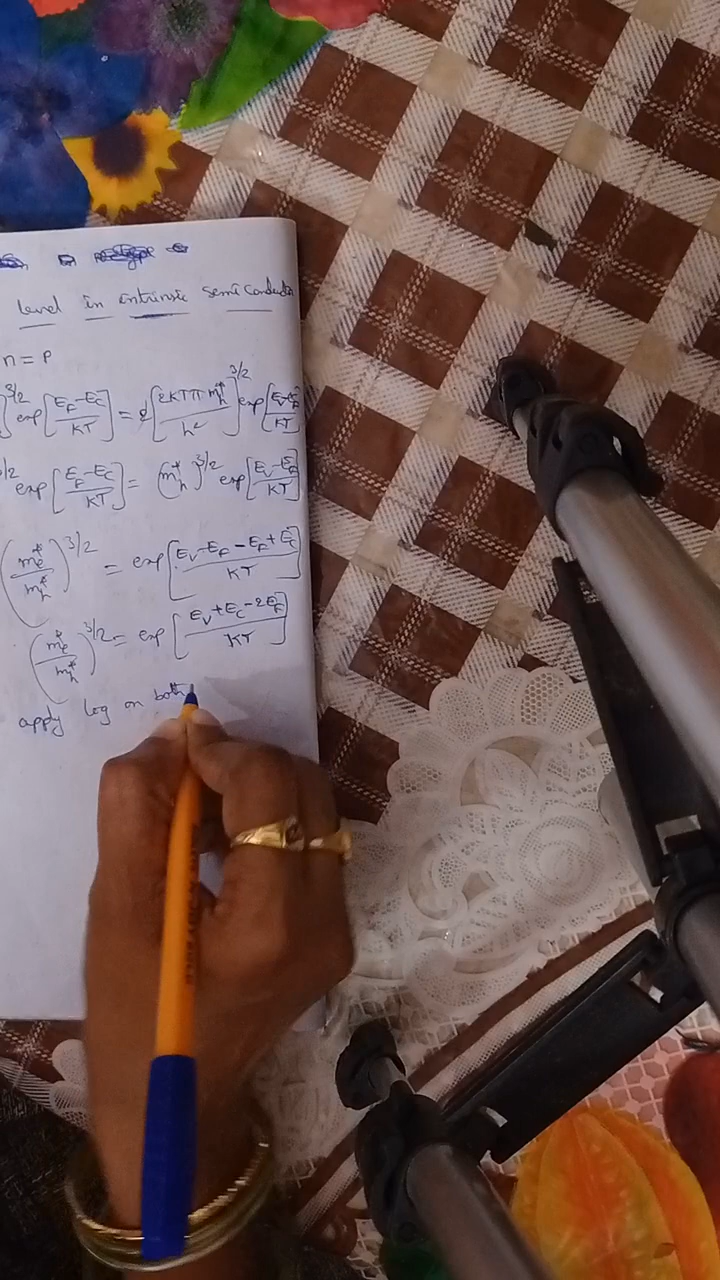 level in intrinsic semiconductor
n = P
]^{3/2} exp[(E_F - E_C)/KT] = 2[(2KTπ m_h^*)/h²]^{3/2} exp[(E_V - E_F)/KT]
^{3/2} exp[(E_F - E_C)/KT] = (m_h^*)^{3/2} exp[(E_V - E_F)/KT]
(m_e^*/m_h^*)^{3/2} = exp[(E_V - E_F - E_F + E_C)/KT]
(m_e^*/m_h^*)^{3/2} = exp[(E_V + E_C - 2E_F)/KT]
apply log on both